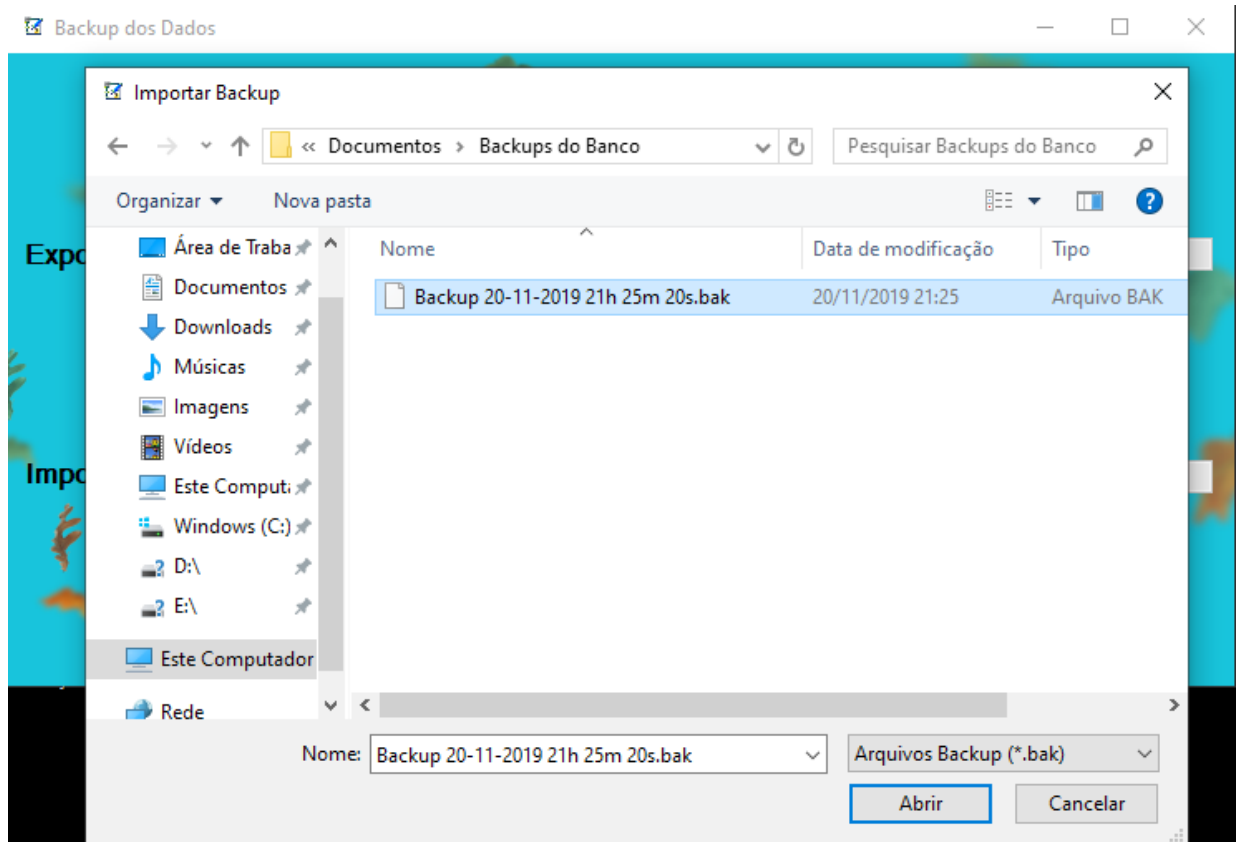 Backup dos Dados
Importar Backup
« Documentos > Backups do Banco
Pesquisar Backups do Banco
Organizar
Nova pasta
Área de Traba
Documentos
Downloads
Músicas
Imagens
Vídeos
Este Comput
Windows (C:)
D:\
E:\
Este Computador
Rede
Nome
Data de modificação
Tipo
Backup 20-11-2019 21h 25m 20s.bak
20/11/2019 21:25
Arquivo BAK
Expo
Impo
Nome:
Backup 20-11-2019 21h 25m 20s.bak
Arquivos Backup (*.bak)
Abrir
Cancelar